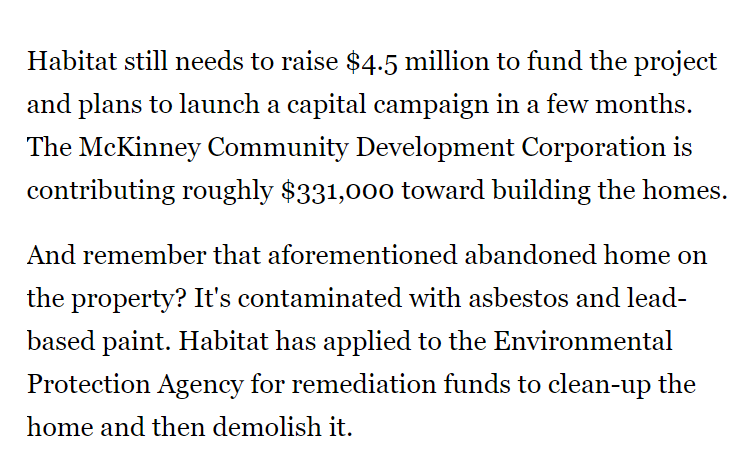 Habitat still needs to raise $4.5 million to fund the project
and plans to launch a capital campaign in a few months.
The McKinney Community Development Corporation is
contributing roughly $331,000 toward building the homes.
And remember that aforementioned abandoned home on
the property? It's contaminated with asbestos and lead-
based paint. Habitat has applied to the Environmental
Protection Agency for remediation funds to clean-up the
home and then demolish it.